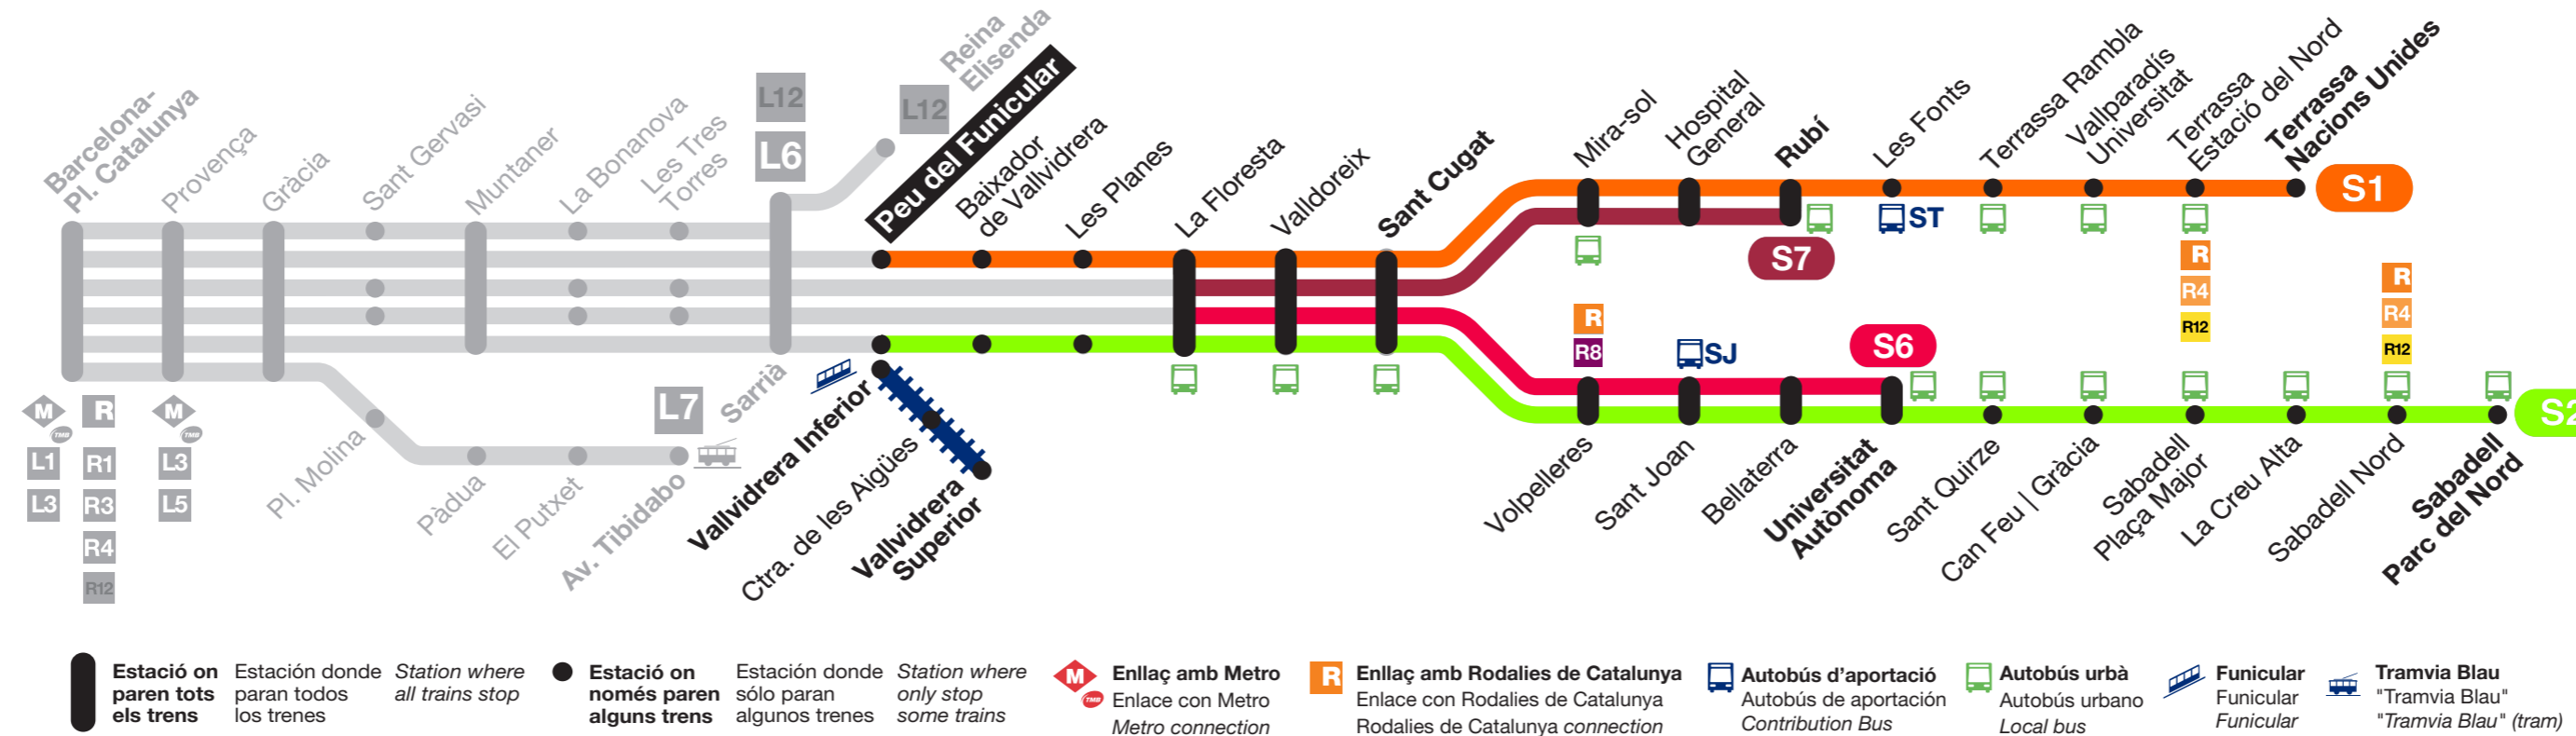 Barcelona-
Pl. Catalunya
Provença
Gràcia
Sant Gervasi
Muntaner
La Bonanova
Les Tres
Torres
L12
L6
L12
Reina
Elisenda
Peu del Funicular
Baixador
de Vallvidrera
Les Planes
La Floresta
Valldoreix
Sant Cugat
Mira-sol
Hospital
General
Rubí
Les Fonts
Terrassa Rambla
Vallparadís
Universitat
Terrassa
Estació del Nord
Terrassa
Nacions Unides
S1
ST
S7
R
R4
R12
R
R4
R12
R
R8
SJ
S6
S2
M
TMB
L1
L3
R
R1
R3
R4
R12
M
TMB
L3
L5
Pl. Molina
Pàdua
El Putxet
Av. Tibidabo
L7
Sarrià
Vallvidrera Inferior
Ctra. de les Aigües
Vallvidrera
Superior
Volpelleres
Sant Joan
Bellaterra
Universitat
Autònoma
Sant Quirze
Can Feu | Gràcia
Sabadell
Plaça Major
La Creu Alta
Sabadell Nord
Sabadell
Parc del Nord
Estació on
paren tots
els trens
Estación donde
paran todos
los trenes
Station where
all trains stop
Estació on
només paren
alguns trens
Estación donde
sólo paran
algunos trenes
Station where
only stop
some trains
M
TMB
Enllaç amb Metro
Enlace con Metro
Metro connection
R
Enllaç amb Rodalies de Catalunya
Enlace con Rodalies de Catalunya
Rodalies de Catalunya connection
Autobús d'aportació
Autobús de aportación
Contribution Bus
Autobús urbà
Autobús urbano
Local bus
Funicular
Funicular
Funicular
Tramvia Blau
"Tramvia Blau"
"Tramvia Blau" (tram)